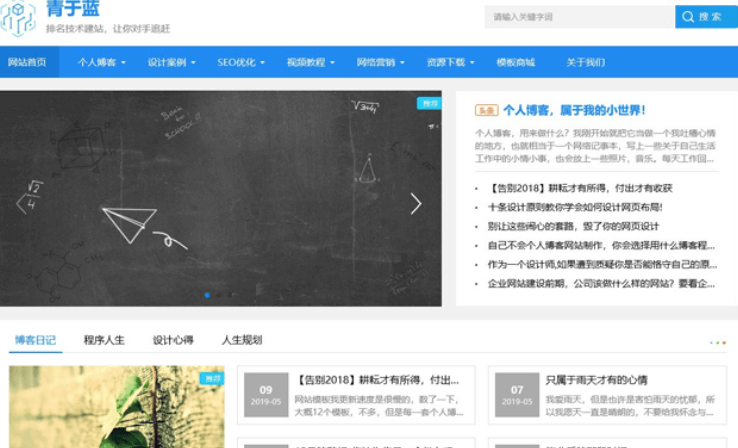 青于蓝
排名技术建站，让你对手追赶
请输入关键字词
搜 索
网站首页 个人博客 设计案例 SEO优化 视频教程 网络营销 资源下载 模板商城 关于我们
推荐
Back to
SCHOOL!!
头条 个人博客，属于我的小世界！
个人博客，用来做什么？我刚开始就把它当做一个我吐槽心情
的地方，也就相当于一个网络记事本，写上一些关于自己生活
工作中的小情小事，也会放上一些照片，音乐。每天工作回...
【告别2018】耕耘才有所得，付出才有收获
十条设计原则教你学会如何设计网页布局！
别让这些闹心的套路，毁了你的网页设计
自己不会个人博客网站制作，你会选择用什么博客程...
作为一个设计师,如果遭到质疑你是否能恪守自己的原...
企业网站建设前期，公司该做什么样的网站？要看企...
√2
4
博客日记 程序人生 设计心得 人生规划
推荐
09
2019-05
【告别2018】耕耘才有所得，付出...
网站模板我更新速度是很慢的，数了一下，
大概12个模板，不多，但是每一套个人博...
07
2019-05
只属于雨天才有的心情
我爱雨天，但是也许是害怕雨天的忧郁，所
以我愿天一直是晴朗的，不要给我怀念与...